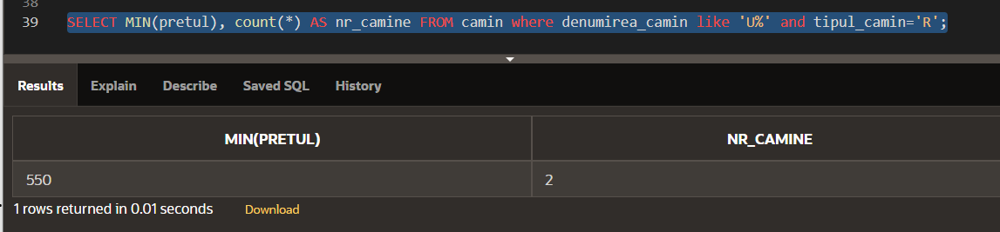 38
39 SELECT MIN(pretul), count(*) AS nr_camine FROM camin where denumirea_camin like 'U%' and tipul_camin='R';
Results Explain Describe Saved SQL History
MIN(PRETUL) NR_CAMINE
550 2
1 rows returned in 0.01 seconds Download